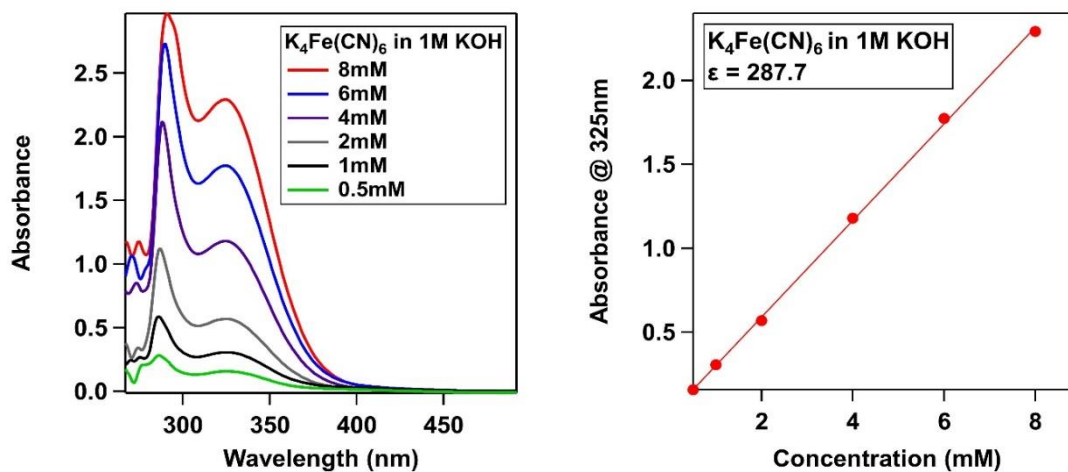 K₄Fe(CN)₆ in 1M KOH
8mM
6mM
4mM
2mM
1mM
0.5mM
Absorbance
2.5
2.0
1.5
1.0
0.5
0.0
300
350
400
450
Wavelength (nm)
K₄Fe(CN)₆ in 1M KOH
ε = 287.7
Absorbance @ 325nm
2.0
1.5
1.0
0.5
2
4
6
8
Concentration (mM)